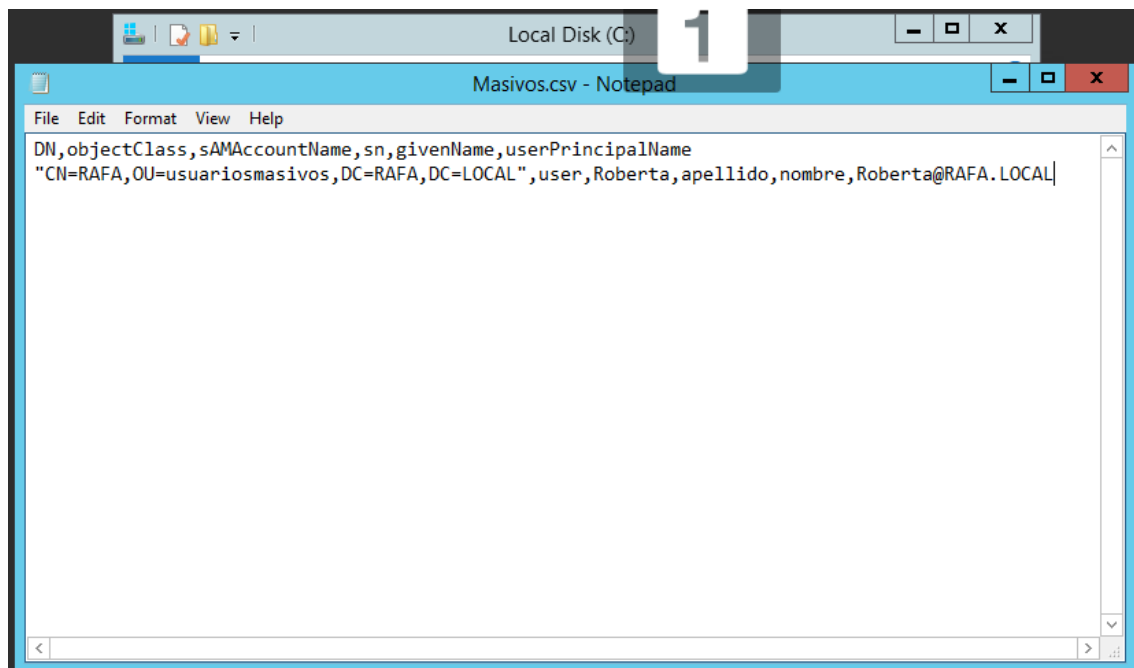 Local Disk (C:)
1
Masivos.csv - Notepad
File Edit Format View Help
DN,objectClass,sAMAccountName,sn,givenName,userPrincipalName
"CN=RAFA,OU=usuariosmasivos,DC=RAFA,DC=LOCAL",user,Roberta,apellido,nombre,Roberta@RAFA.LOCAL